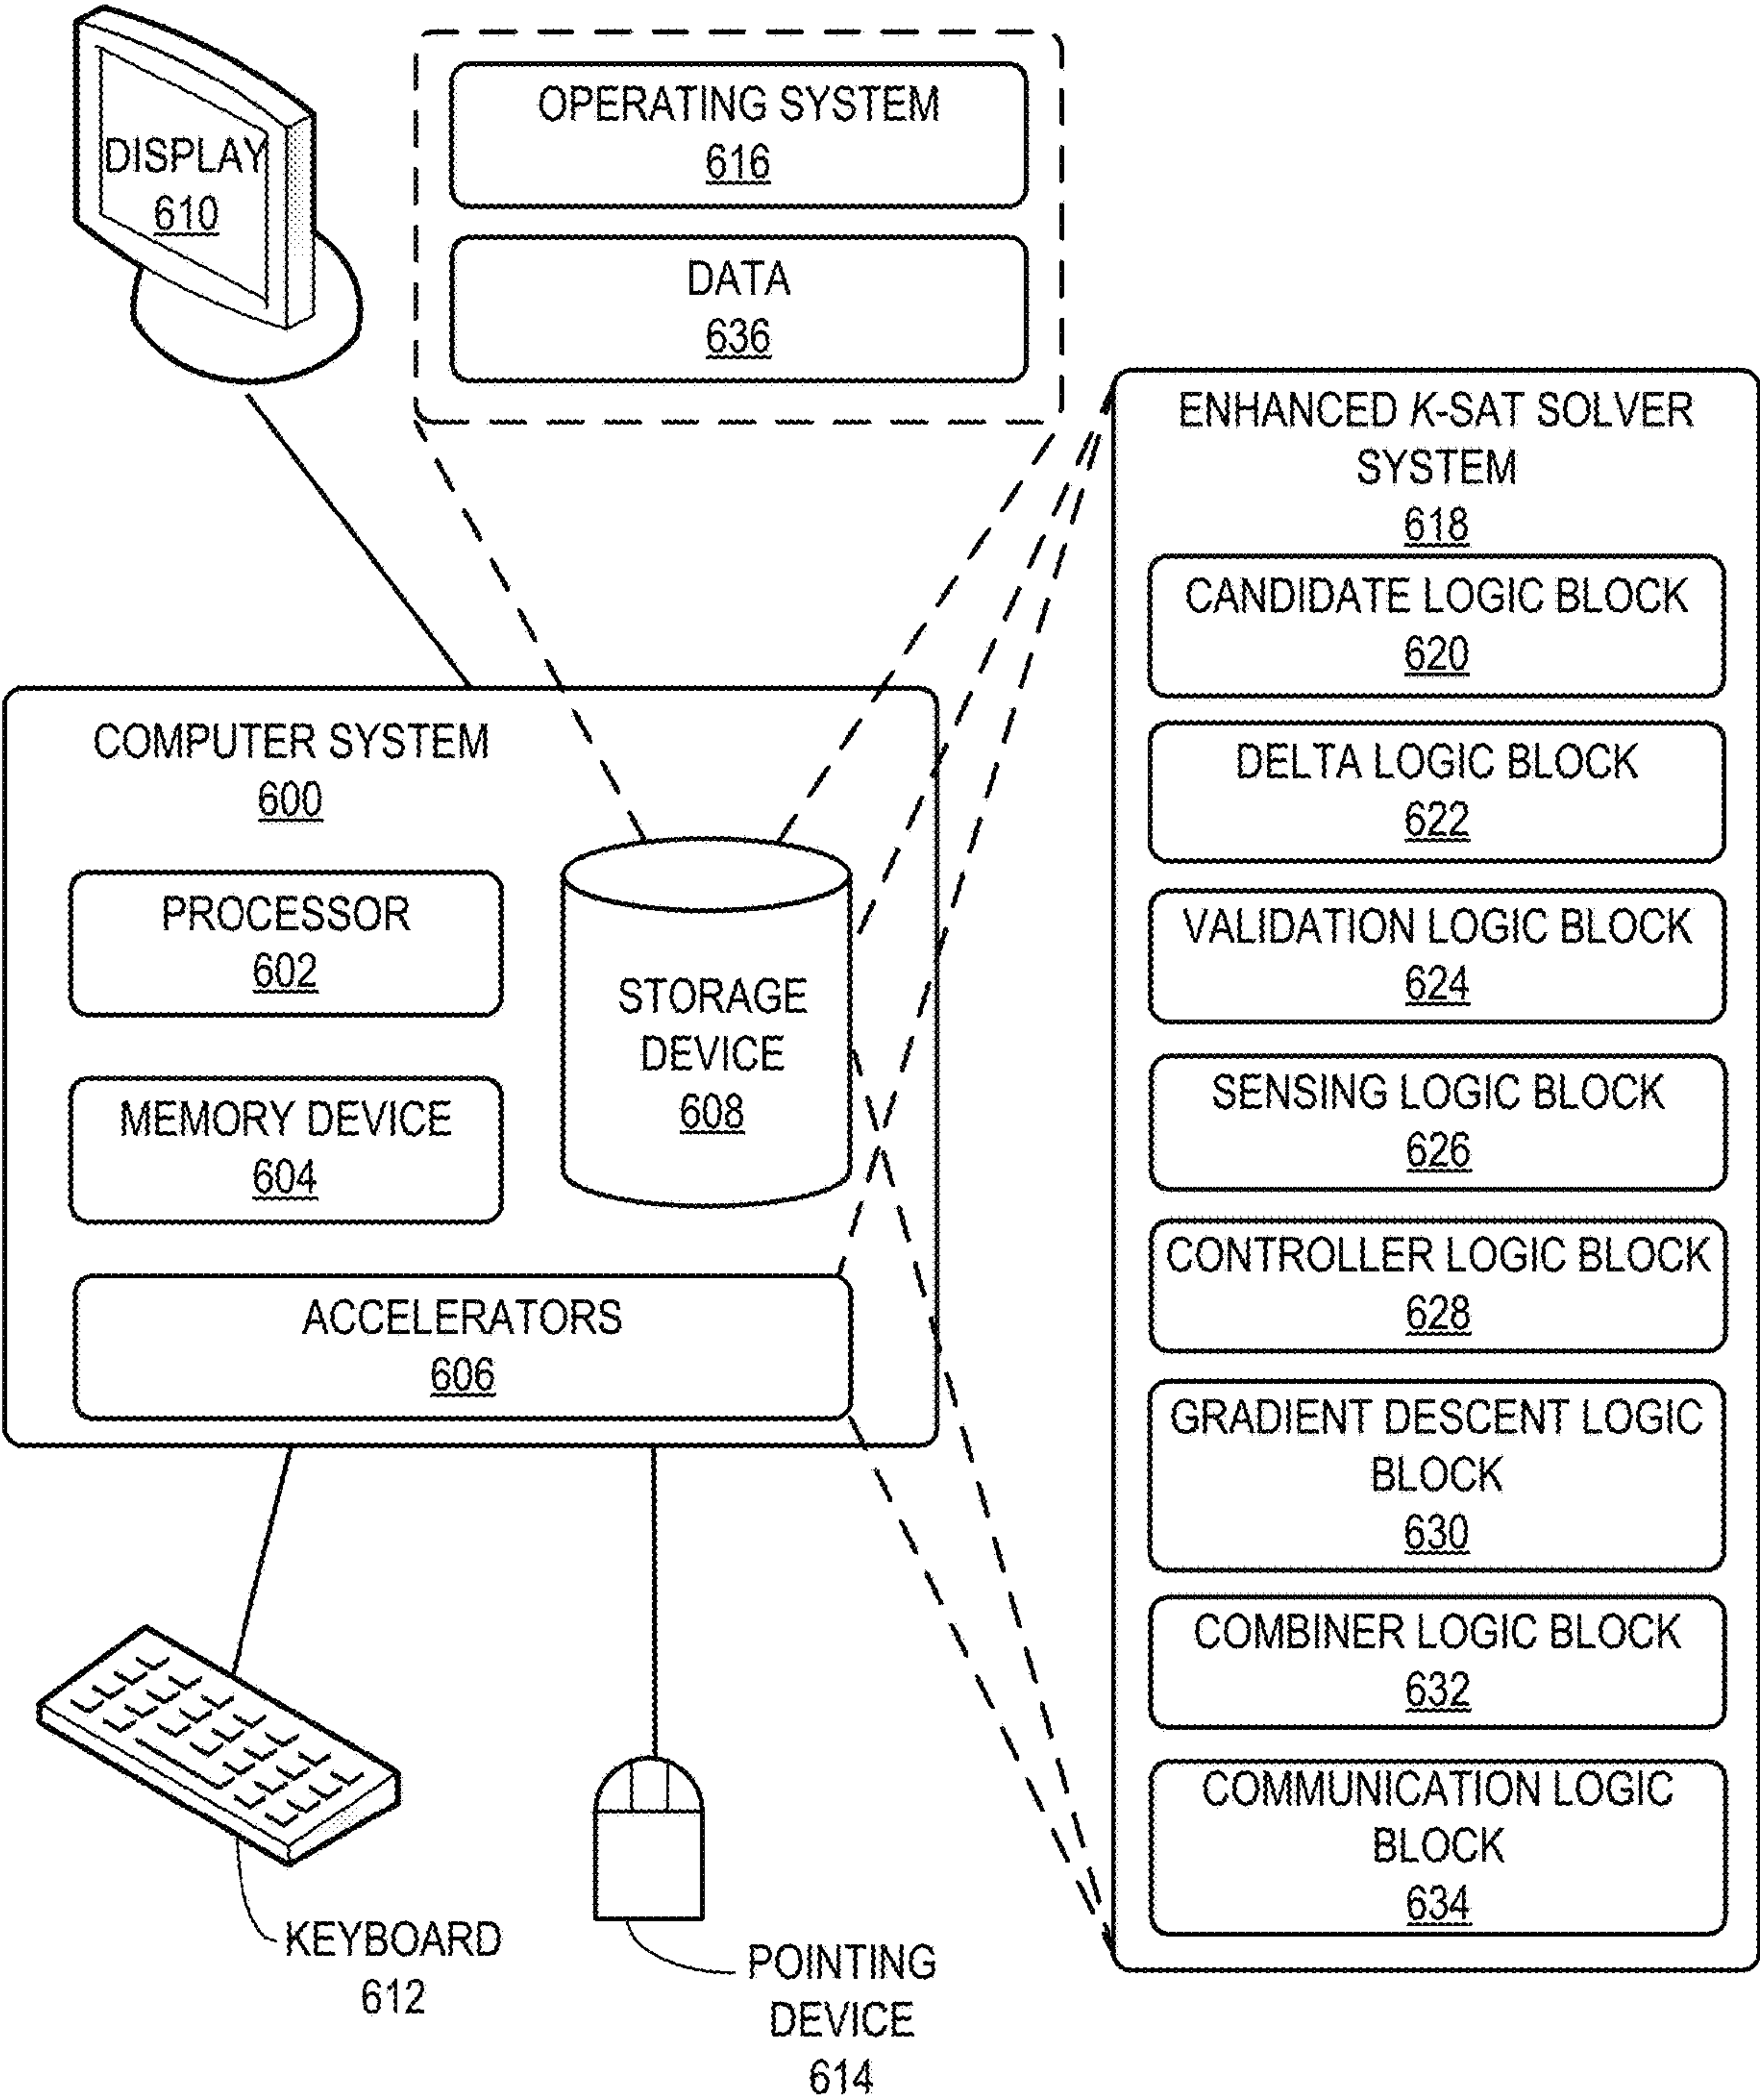 DISPLAY
610
OPERATING SYSTEM
616
DATA
636
ENHANCED K-SAT SOLVER
SYSTEM
618
CANDIDATE LOGIC BLOCK
620
DELTA LOGIC BLOCK
622
VALIDATION LOGIC BLOCK
624
SENSING LOGIC BLOCK
626
CONTROLLER LOGIC BLOCK
628
GRADIENT DESCENT LOGIC
BLOCK
630
COMBINER LOGIC BLOCK
632
COMMUNICATION LOGIC
BLOCK
634
COMPUTER SYSTEM
600
PROCESSOR
602
MEMORY DEVICE
604
STORAGE
DEVICE
608
ACCELERATORS
606
KEYBOARD
612
POINTING
DEVICE
614